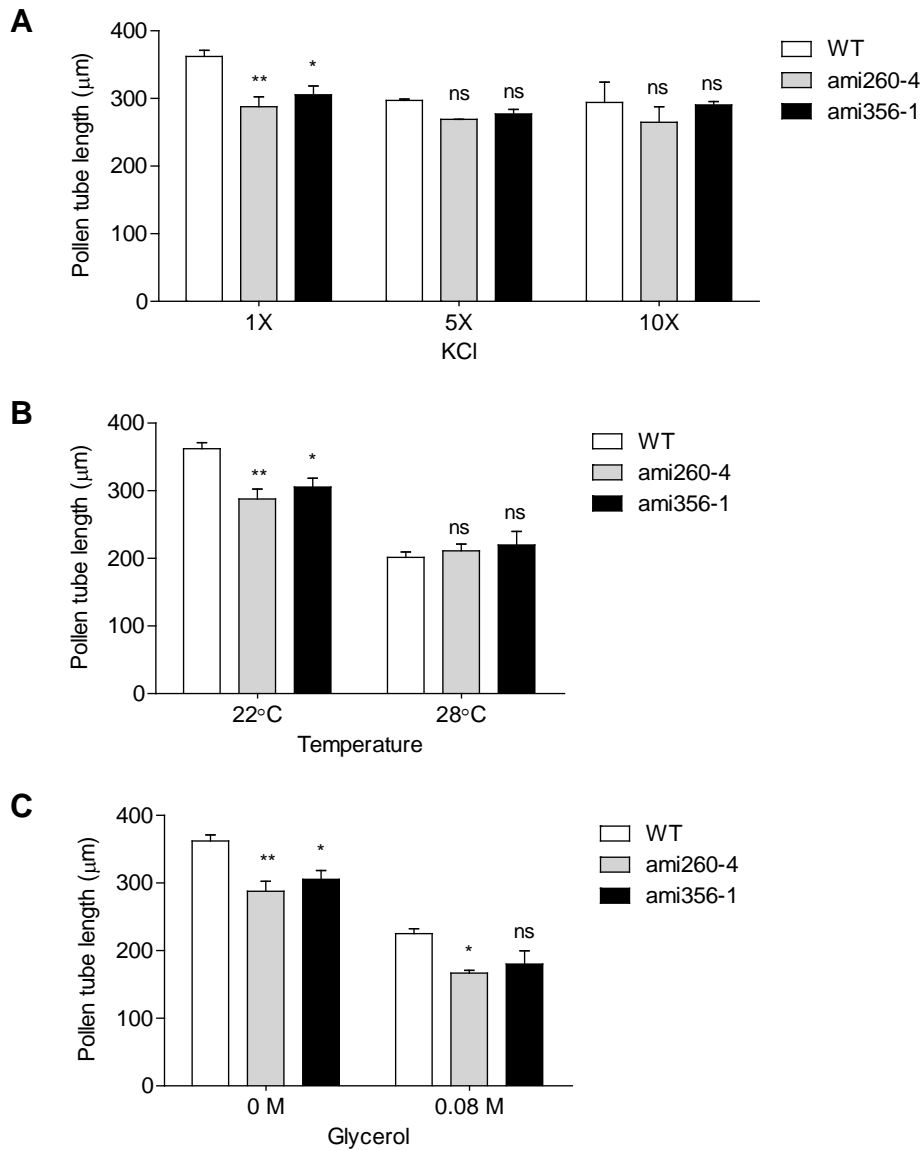 A
Pollen tube length (μm)
400
300
200
100
0
** * ns ns ns ns
1X 5X 10X
KCl
WT
ami260-4
ami356-1
B
Pollen tube length (μm)
400
300
200
100
0
** * ns ns
22°C 28°C
Temperature
WT
ami260-4
ami356-1
C
Pollen tube length (μm)
400
300
200
100
0
** * * ns
0 M 0.08 M
Glycerol
WT
ami260-4
ami356-1